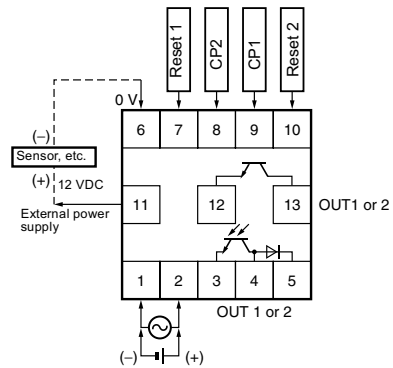 Reset 1
CP2
CP1
Reset 2
0 V
6 7 8 9 10
(−)
Sensor, etc.
(+) 12 VDC
External power
supply
11 12 13 OUT1 or 2
1 2 3 4 5
OUT 1 or 2
(−) (+)